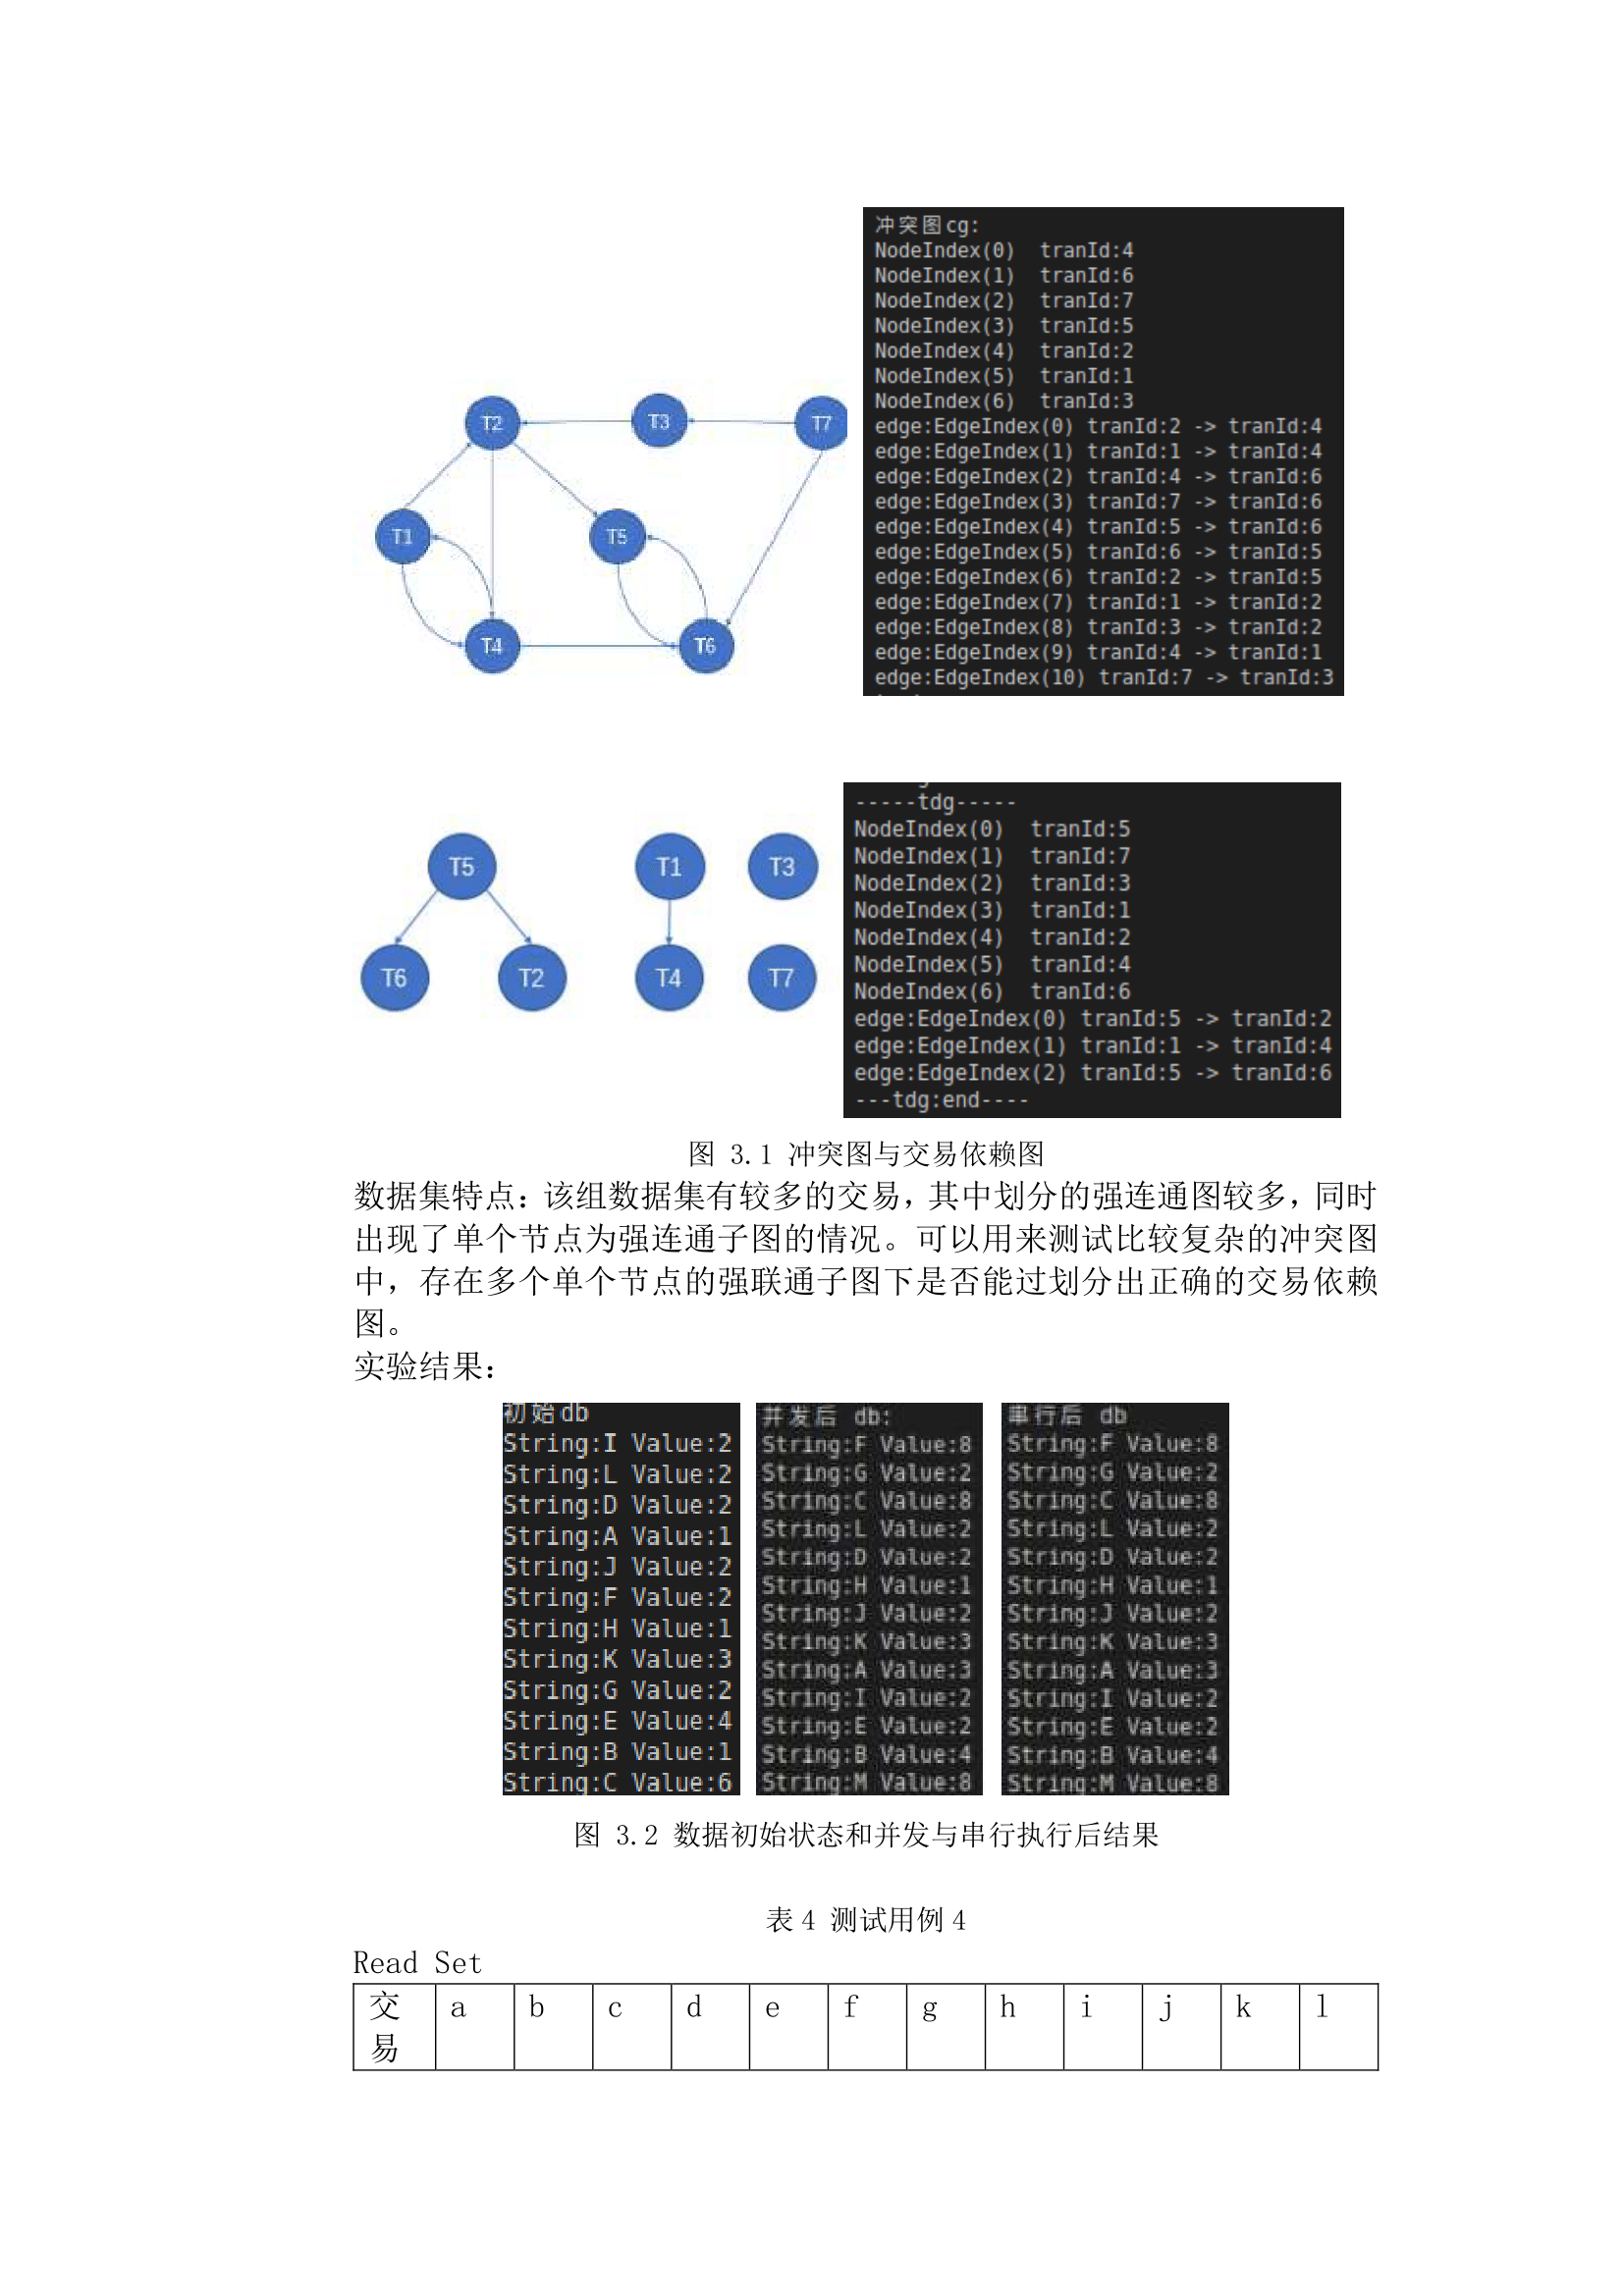 T2
T3
T7
T1
T5
T4
T6
冲突图cg:
NodeIndex(0)  tranId:4
NodeIndex(1)  tranId:6
NodeIndex(2)  tranId:7
NodeIndex(3)  tranId:5
NodeIndex(4)  tranId:2
NodeIndex(5)  tranId:1
NodeIndex(6)  tranId:3
edge:EdgeIndex(0) tranId:2 -> tranId:4
edge:EdgeIndex(1) tranId:1 -> tranId:4
edge:EdgeIndex(2) tranId:4 -> tranId:6
edge:EdgeIndex(3) tranId:7 -> tranId:6
edge:EdgeIndex(4) tranId:5 -> tranId:6
edge:EdgeIndex(5) tranId:6 -> tranId:5
edge:EdgeIndex(6) tranId:2 -> tranId:5
edge:EdgeIndex(7) tranId:1 -> tranId:2
edge:EdgeIndex(8) tranId:3 -> tranId:2
edge:EdgeIndex(9) tranId:4 -> tranId:1
edge:EdgeIndex(10) tranId:7 -> tranId:3
T5
T1
T3
T6
T2
T4
T7
-----tdg-----
NodeIndex(0)  tranId:5
NodeIndex(1)  tranId:7
NodeIndex(2)  tranId:3
NodeIndex(3)  tranId:1
NodeIndex(4)  tranId:2
NodeIndex(5)  tranId:4
NodeIndex(6)  tranId:6
edge:EdgeIndex(0) tranId:5 -> tranId:2
edge:EdgeIndex(1) tranId:1 -> tranId:4
edge:EdgeIndex(2) tranId:5 -> tranId:6
---tdg:end----
图 3.1 冲突图与交易依赖图
数据集特点：该组数据集有较多的交易，其中划分的强连通图较多，同时
出现了单个节点为强连通子图的情况。可以用来测试比较复杂的冲突图
中，存在多个单个节点的强联通子图下是否能过划分出正确的交易依赖
图。
实验结果：
初始db
String:I Value:2
String:L Value:2
String:D Value:2
String:A Value:1
String:J Value:2
String:F Value:2
String:H Value:1
String:K Value:3
String:G Value:2
String:E Value:4
String:B Value:1
String:C Value:6
并发后 db:
String:F Value:8
String:G Value:2
String:C Value:8
String:L Value:2
String:D Value:2
String:H Value:1
String:J Value:2
String:K Value:3
String:A Value:3
String:I Value:2
String:E Value:2
String:B Value:4
String:M Value:8
串行后 db
String:F Value:8
String:G Value:2
String:C Value:8
String:L Value:2
String:D Value:2
String:H Value:1
String:J Value:2
String:K Value:3
String:A Value:3
String:I Value:2
String:E Value:2
String:B Value:4
String:M Value:8
图 3.2 数据初始状态和并发与串行执行后结果
表4 测试用例4
Read Set
交易 a b c d e f g h i j k l